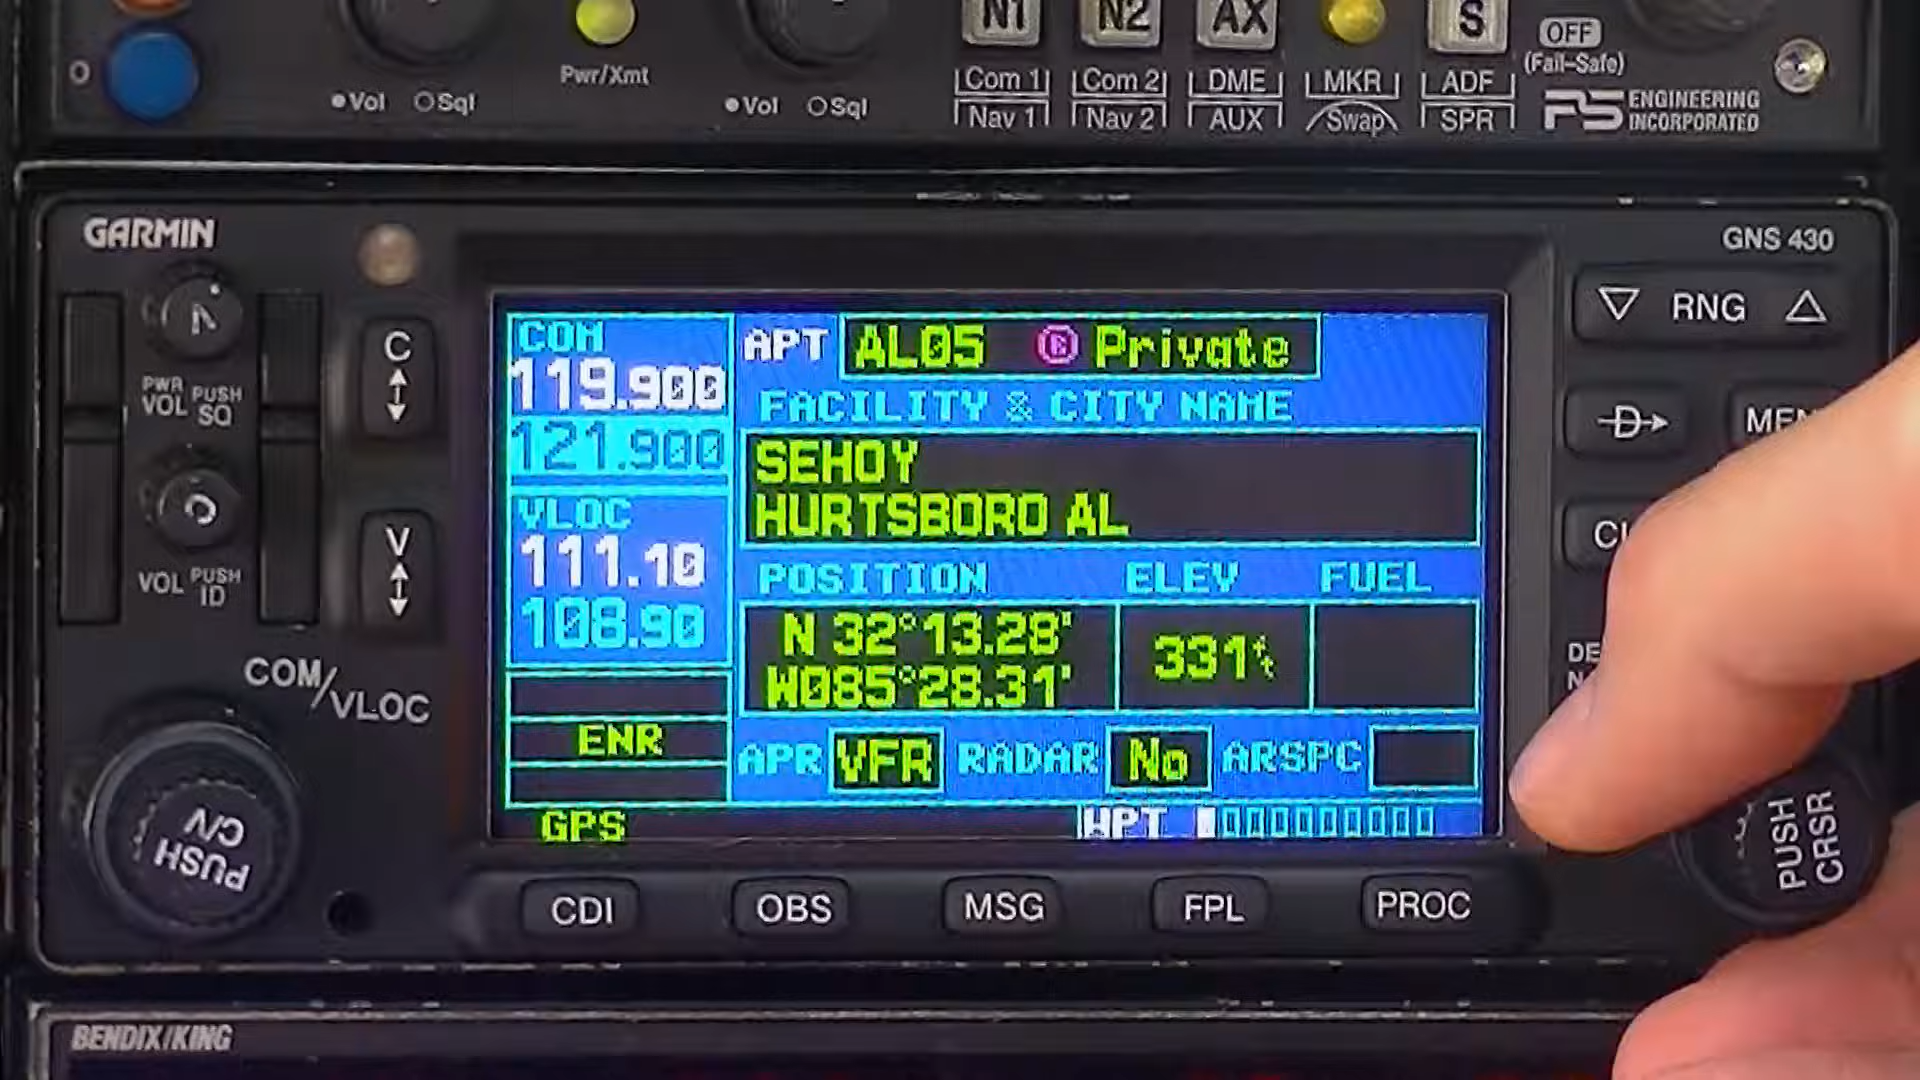 N1 N2 AX S OFF
(Fail-Safe)
O Vol Sql Pwr/Xmt Vol Sql
Com 1 Com 2 DME MKR ADF
Nav 1 Nav 2 AUX Swap SPR
PS ENGINEERING
INCORPORATED
GARMIN
GNS 430
PWR
VOL PUSH
SQ
C
VOL PUSH
ID
V
COM/VLOC
PUSH
C/V
COM
119.900
121.900
VLOC
111.10
108.90
ENR
GPS
APT AL05 Private
FACILITY & CITY NAME
SEHOY
HURTSBORO AL
POSITION ELEV FUEL
N 32°13.28'
W085°28.31'
331ft
APR VFR RADAR No ARSPC
WPT
RNG
D
PUSH
CRSR
CDI OBS MSG FPL PROC
BENDIX/KING